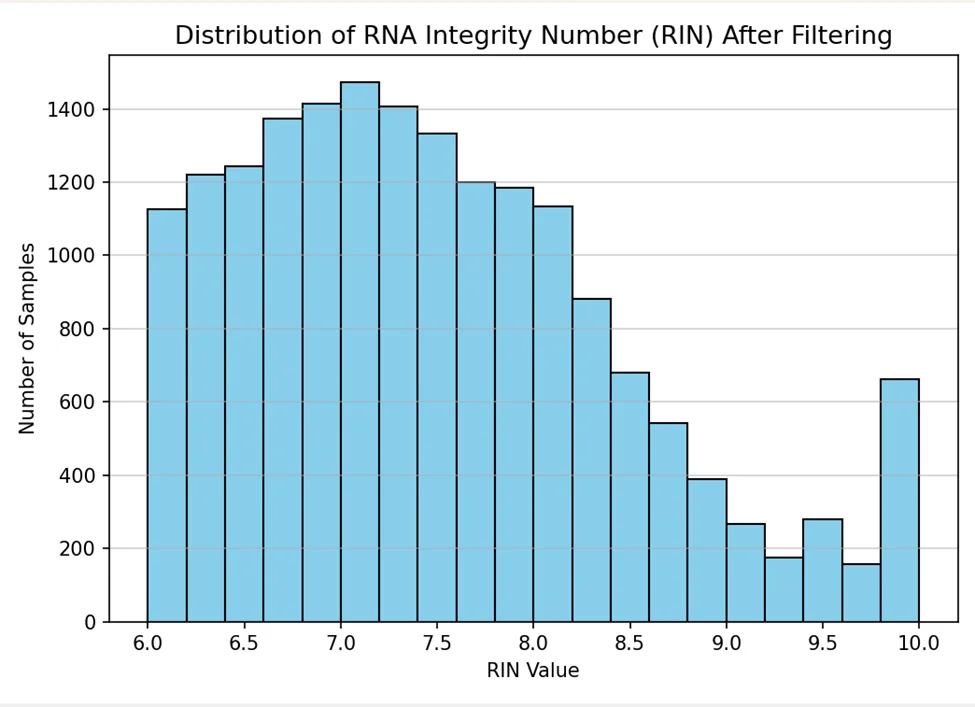 Distribution of RNA Integrity Number (RIN) After Filtering
1400
1200
1000
800
600
400
200
0
Number of Samples
6.0 6.5 7.0 7.5 8.0 8.5 9.0 9.5 10.0
RIN Value